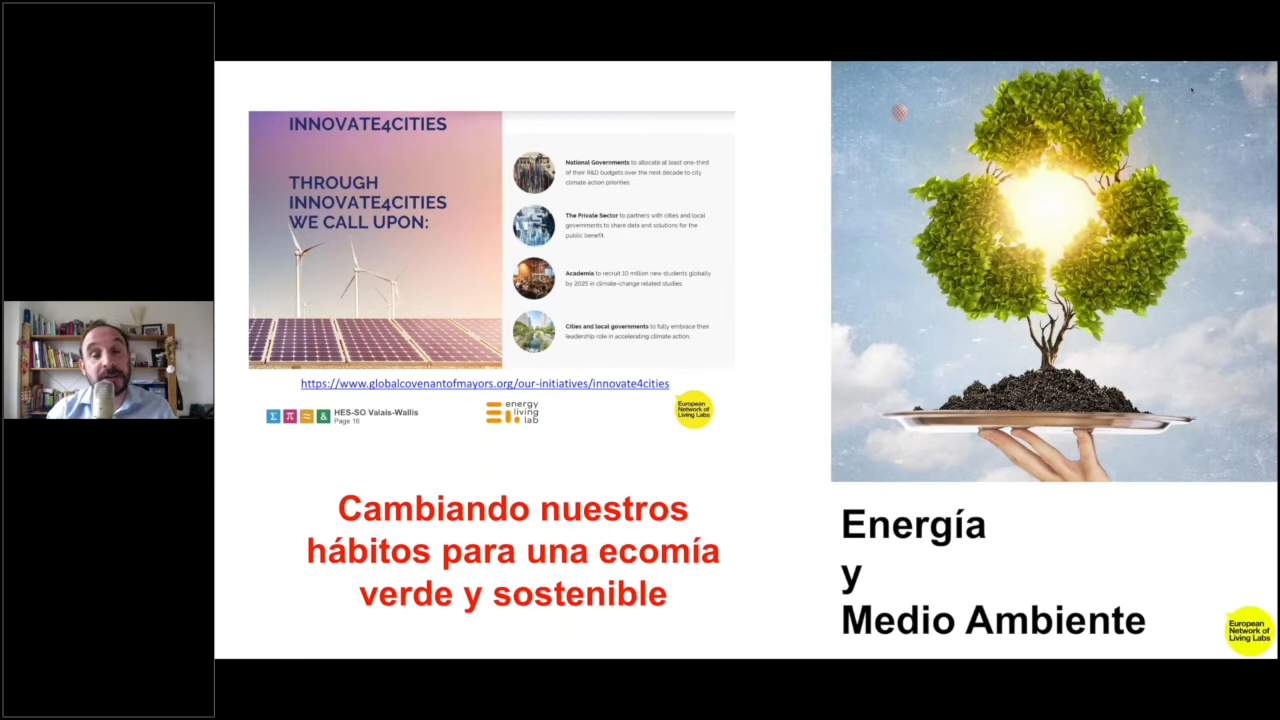 INNOVATE4CITIES
THROUGH
INNOVATE4CITIES
WE CALL UPON:
National Governments to allocate at least one-third
of their R&D budgets over the next decade to city
climate action priorities.
The Private Sector to partners with cities and local
governments to share data and solutions for the
public benefit.
Academia to recruit 10 million new students globally
by 2025 in climate-change related studies.
Cities and local governments to fully embrace their
leadership role in accelerating climate action.
https://www.globalcovenantofmayors.org/our-initiatives/innovate4cities
Σ π ≈ & HES-SO Valais-Wallis
Page 16
energy
living
lab
European
Network of
Living Labs
Cambiando nuestros
hábitos para una ecomía
verde y sostenible
Energía
y
Medio Ambiente
European
Network of
Living Labs